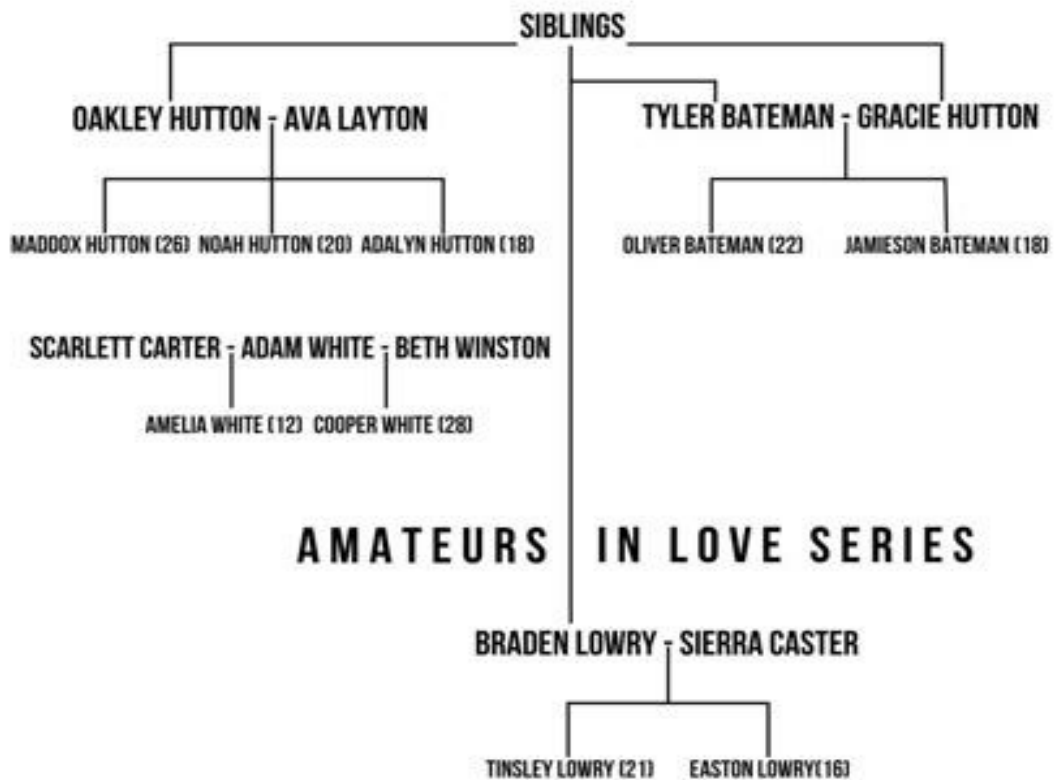 SIBLINGS
OAKLEY HUTTON - AVA LAYTON
TYLER BATEMAN - GRACIE HUTTON
MADDOX HUTTON (26) NOAH HUTTON (20) ADALYN HUTTON (18)
OLIVER BATEMAN (22) JAMIESON BATEMAN (18)
SCARLETT CARTER - ADAM WHITE - BETH WINSTON
AMELIA WHITE (12) COOPER WHITE (28)
AMATEURS IN LOVE SERIES
BRADEN LOWRY - SIERRA CASTER
TINSLEY LOWRY (21) EASTON LOWRY(16)